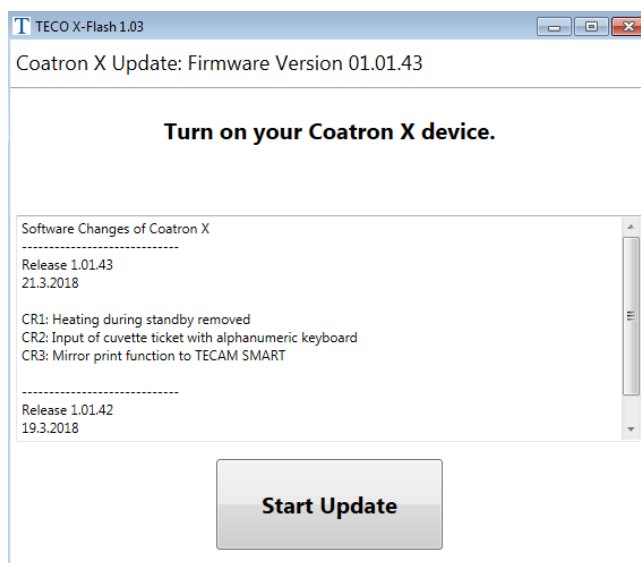 TECO X-Flash 1.03
Coatron X Update: Firmware Version 01.01.43
Turn on your Coatron X device.
Software Changes of Coatron X
-----------------------------
Release 1.01.43
21.3.2018
CR1: Heating during standby removed
CR2: Input of cuvette ticket with alphanumeric keyboard
CR3: Mirror print function to TECAM SMART
-----------------------------
Release 1.01.42
19.3.2018
Start Update